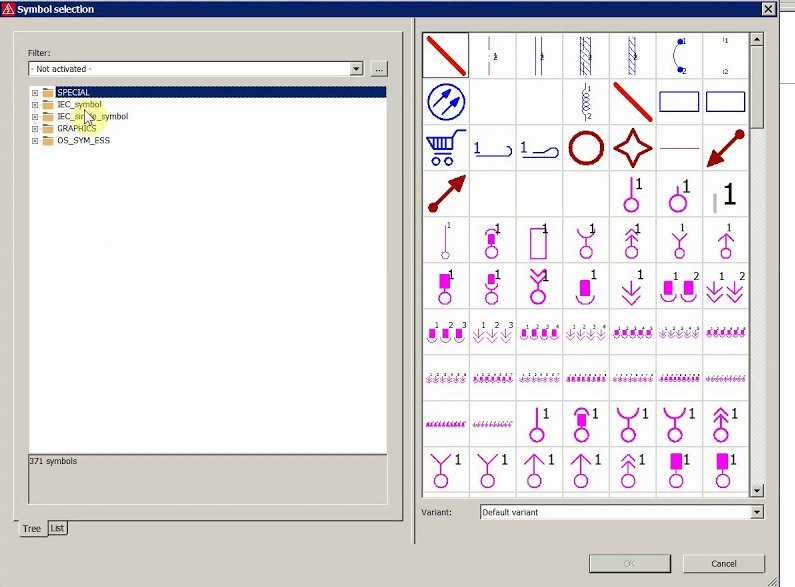 Symbol selection
Filter:
- Not activated -
...
SPECIAL
IEC_symbol
IEC_single_symbol
GRAPHICS
OS_SYM_ESS
371 symbols
Tree
List
Variant:
Default variant
OK
Cancel